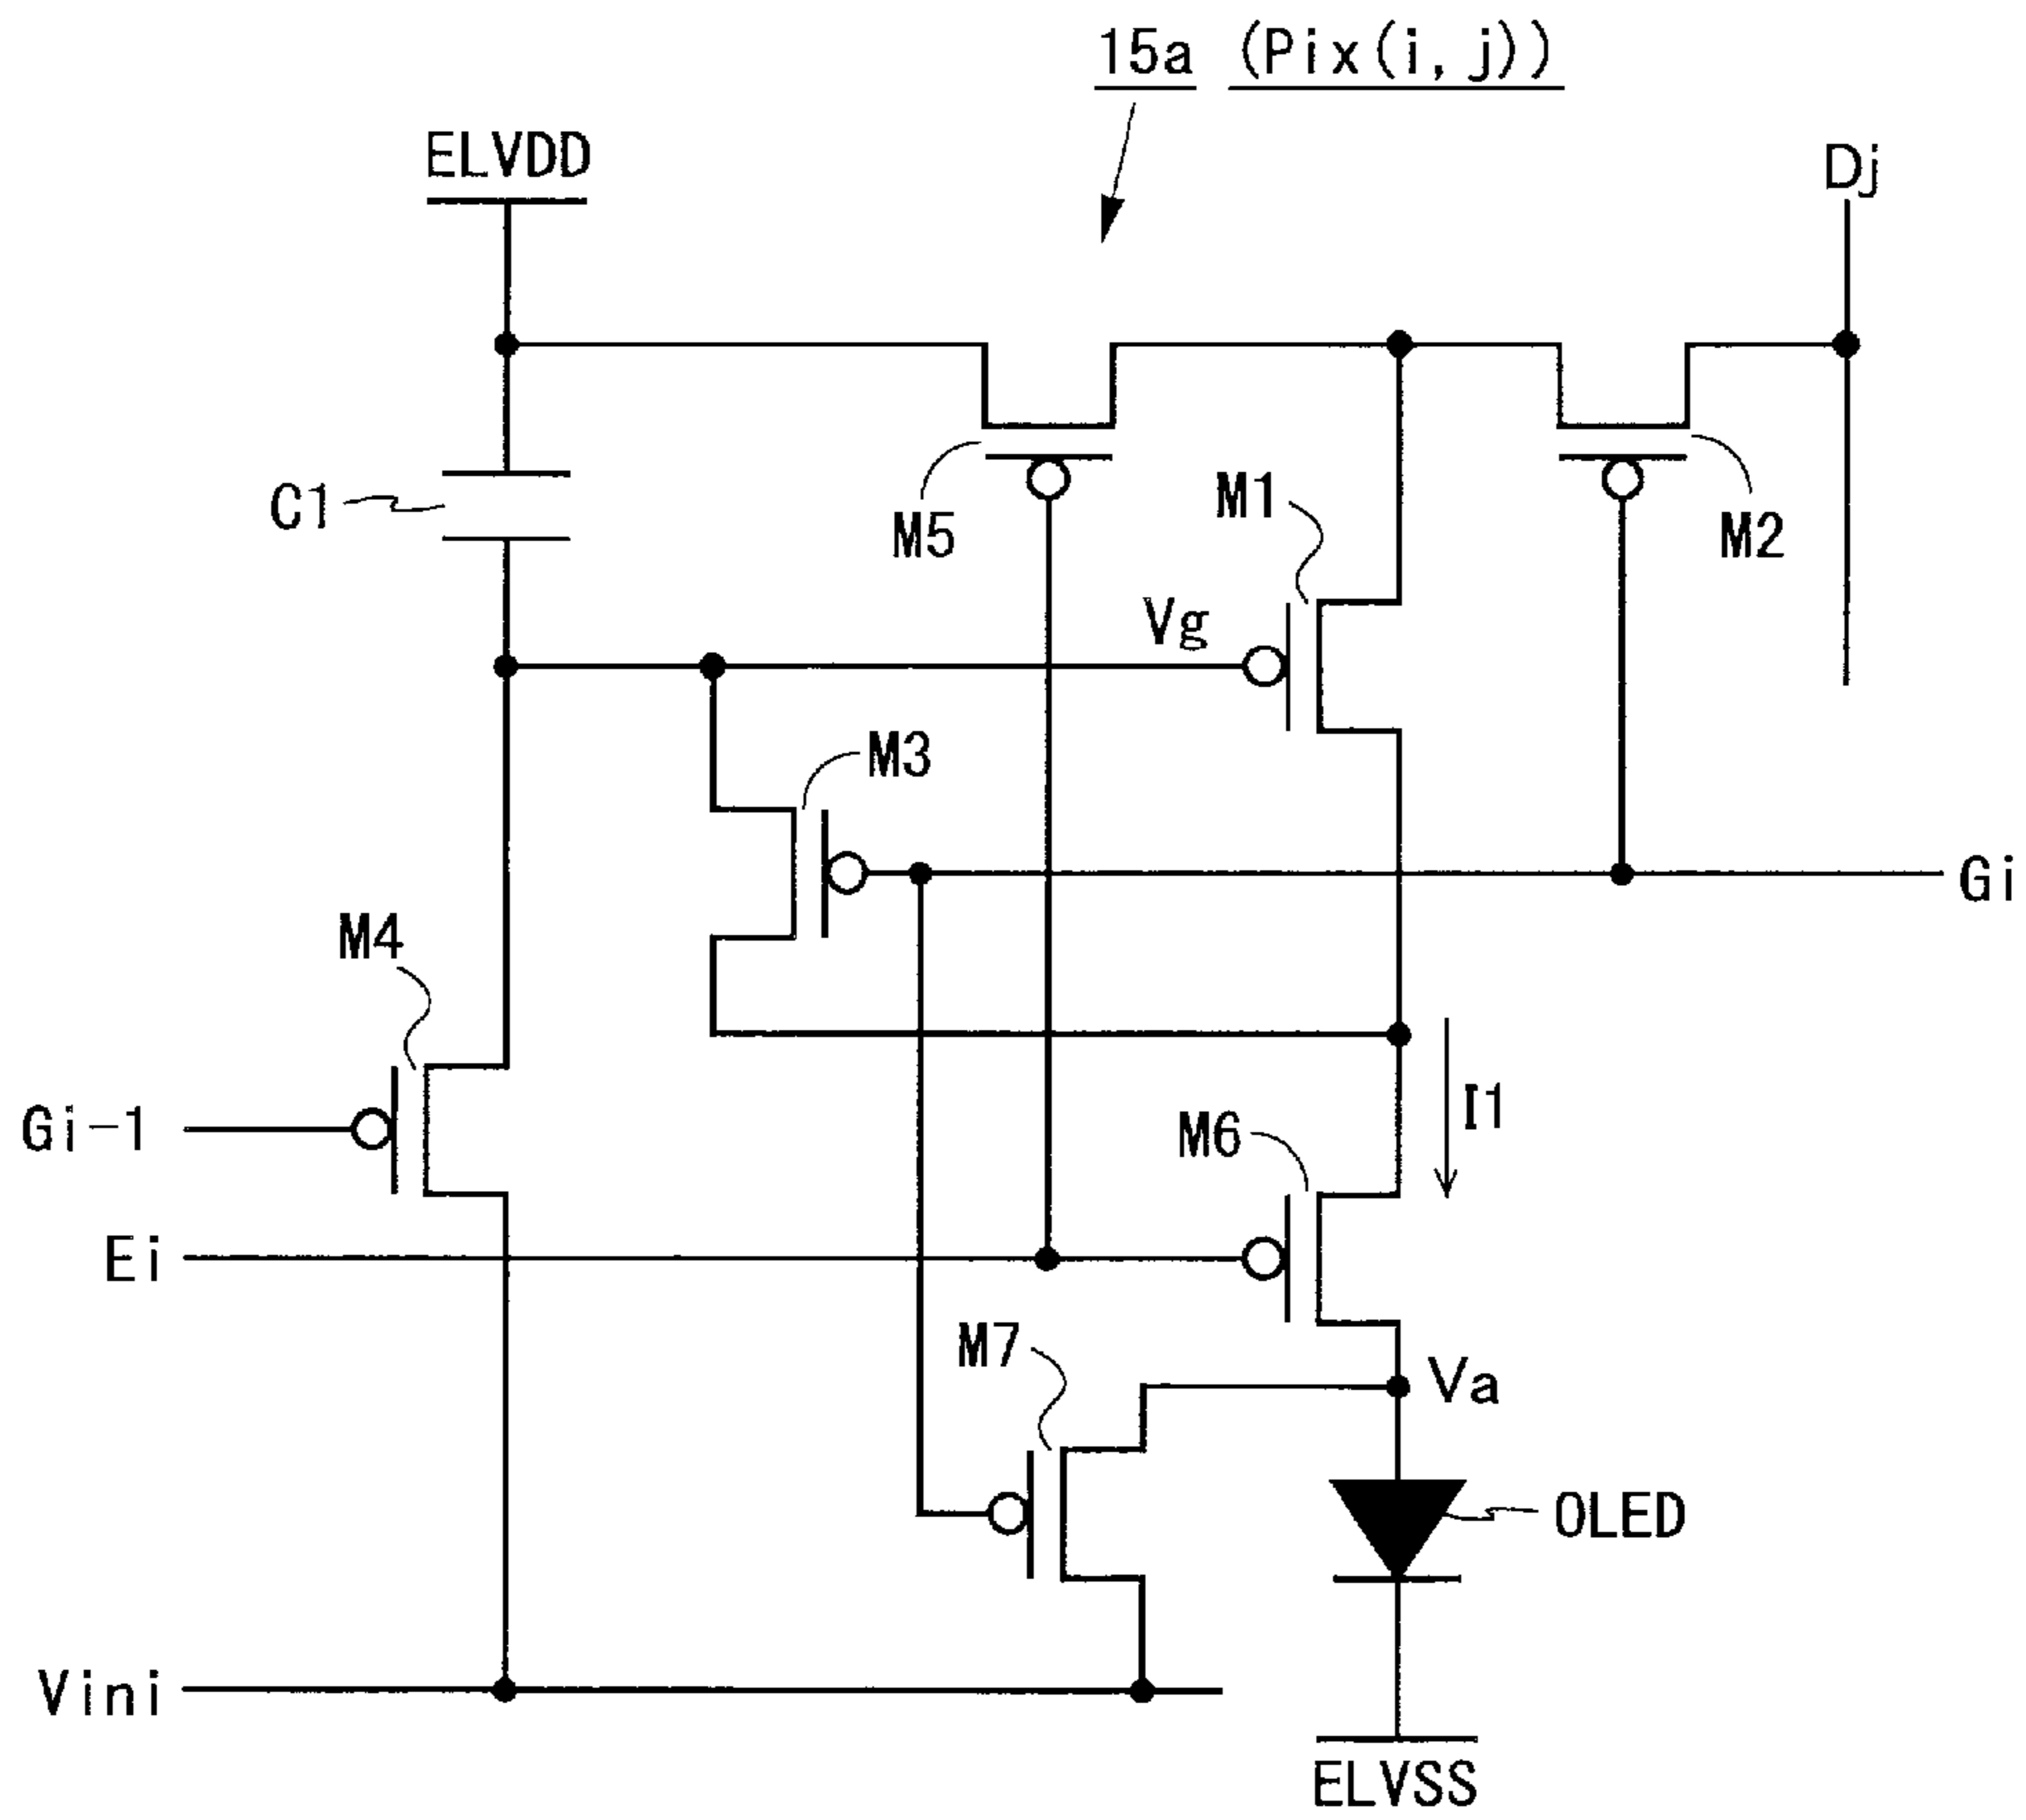 15a (Pix(i, j))
ELVDD
Dj
C1
M5
M1
M2
Vg
M3
Gi
M4
Gi-1
I1
M6
Ei
M7
Va
OLED
Vini
ELVSS